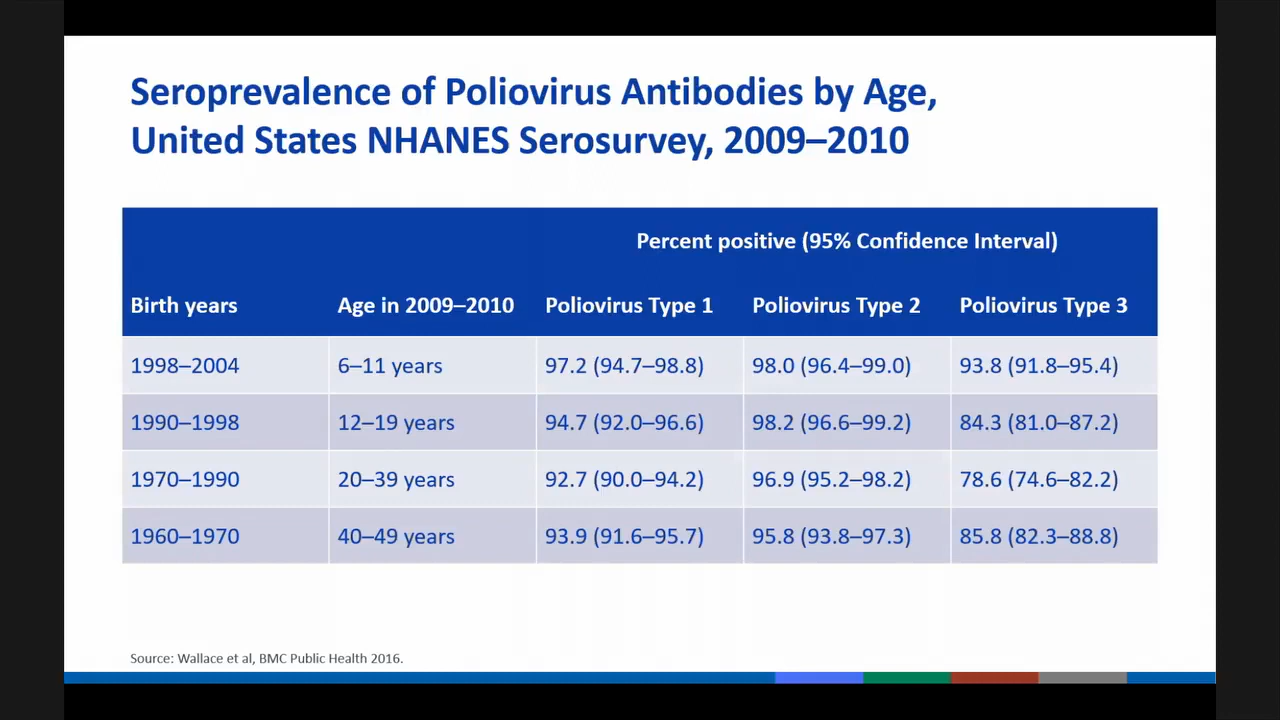 Seroprevalence of Poliovirus Antibodies by Age,
United States NHANES Serosurvey, 2009–2010
Percent positive (95% Confidence Interval)
Birth years Age in 2009–2010 Poliovirus Type 1 Poliovirus Type 2 Poliovirus Type 3
1998–2004 6–11 years 97.2 (94.7–98.8) 98.0 (96.4–99.0) 93.8 (91.8–95.4)
1990–1998 12–19 years 94.7 (92.0–96.6) 98.2 (96.6–99.2) 84.3 (81.0–87.2)
1970–1990 20–39 years 92.7 (90.0–94.2) 96.9 (95.2–98.2) 78.6 (74.6–82.2)
1960–1970 40–49 years 93.9 (91.6–95.7) 95.8 (93.8–97.3) 85.8 (82.3–88.8)
Source: Wallace et al, BMC Public Health 2016.